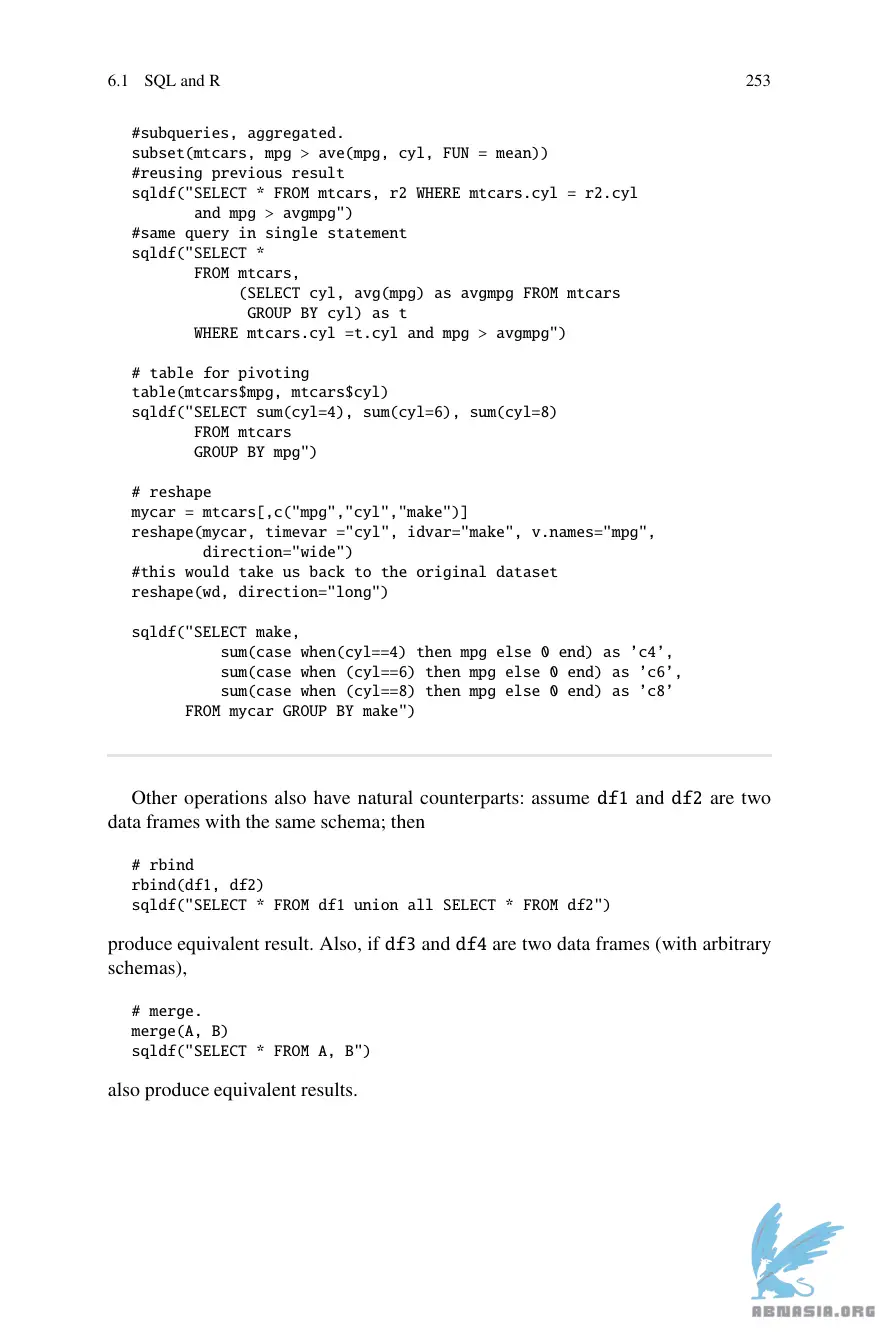 6.1 SQL and R 253
#subqueries, aggregated.
subset(mtcars, mpg > ave(mpg, cyl, FUN = mean))
#reusing previous result
sqldf("SELECT * FROM mtcars, r2 WHERE mtcars.cyl = r2.cyl
and mpg > avgmpg")
#same query in single statement
sqldf("SELECT *
FROM mtcars,
(SELECT cyl, avg(mpg) as avgmpg FROM mtcars
GROUP BY cyl) as t
WHERE mtcars.cyl =t.cyl and mpg > avgmpg")
# table for pivoting
table(mtcars$mpg, mtcars$cyl)
sqldf("SELECT sum(cyl=4), sum(cyl=6), sum(cyl=8)
FROM mtcars
GROUP BY mpg")
# reshape
mycar = mtcars[,c("mpg","cyl","make")]
reshape(mycar, timevar ="cyl", idvar="make", v.names="mpg",
direction="wide")
#this would take us back to the original dataset
reshape(wd, direction="long")
sqldf("SELECT make,
sum(case when(cyl==4) then mpg else 0 end) as ’c4’,
sum(case when (cyl==6) then mpg else 0 end) as ’c6’,
sum(case when (cyl==8) then mpg else 0 end) as ’c8’
FROM mycar GROUP BY make")
Other operations also have natural counterparts: assume df1 and df2 are two
data frames with the same schema; then
# rbind
rbind(df1, df2)
sqldf("SELECT * FROM df1 union all SELECT * FROM df2")
produce equivalent result. Also, if df3 and df4 are two data frames (with arbitrary
schemas),
# merge.
merge(A, B)
sqldf("SELECT * FROM A, B")
also produce equivalent results.
ABNASIA.ORG